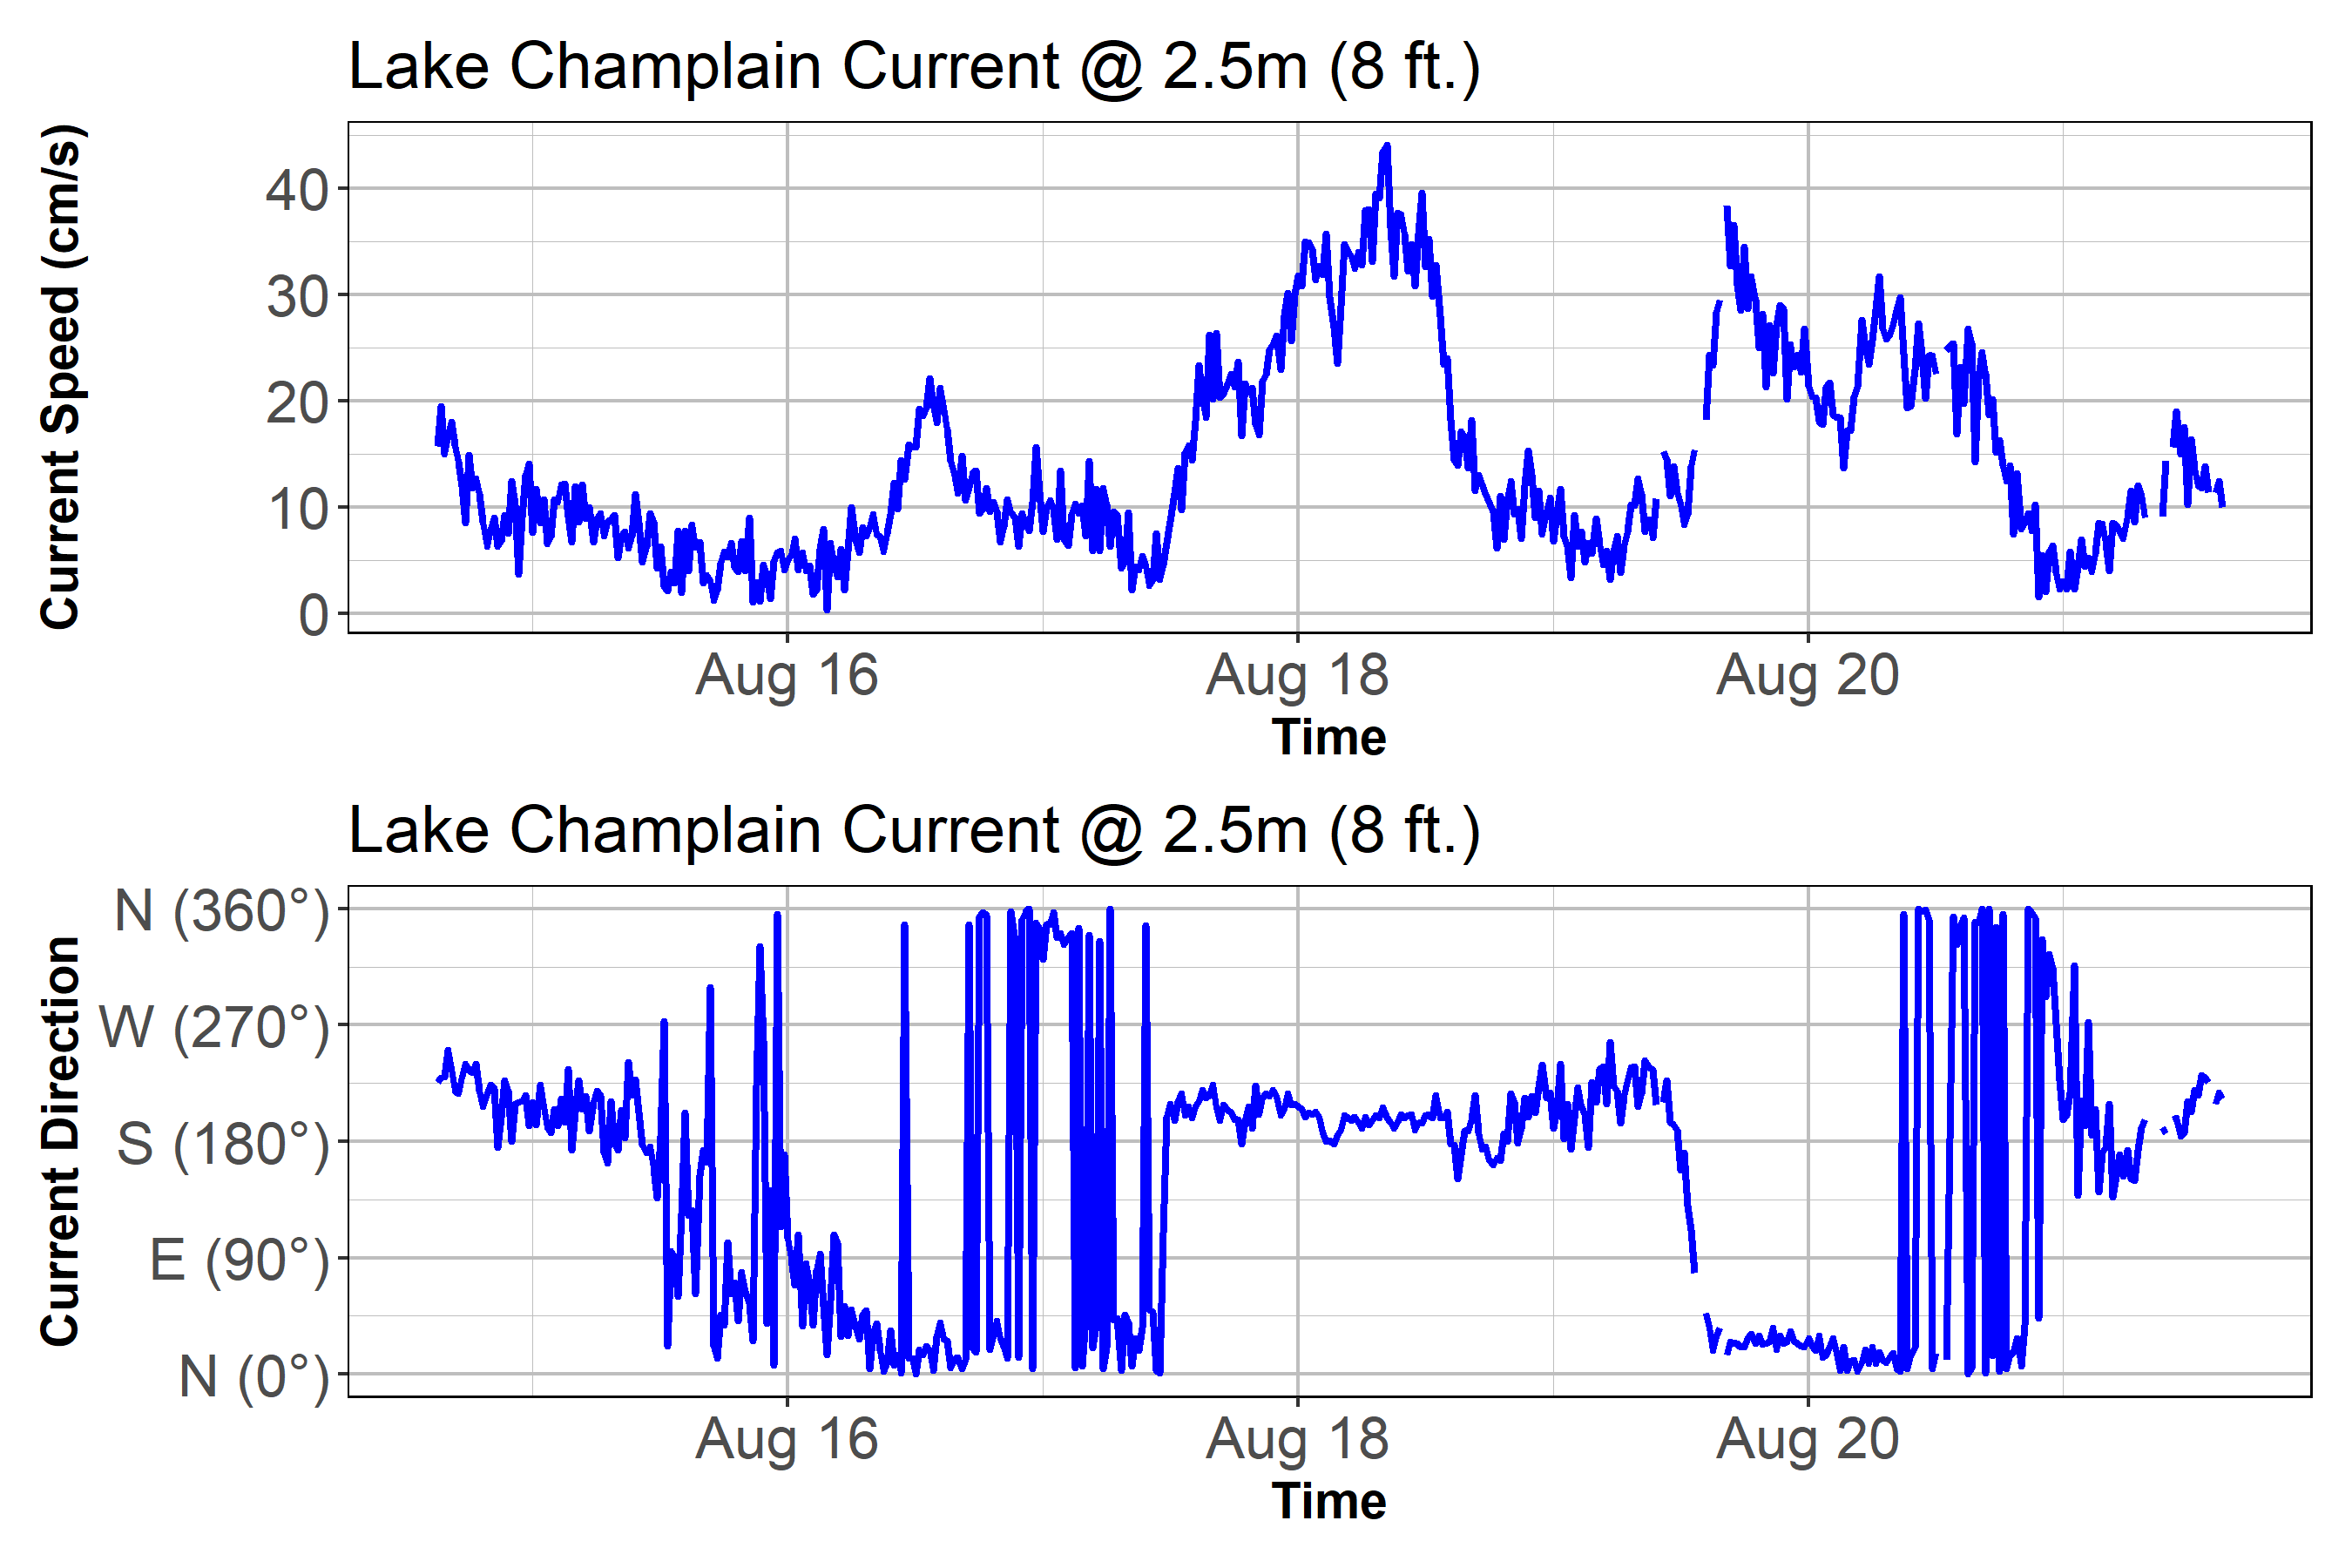 Lake Champlain Current @ 2.5m (8 ft.)
Current Speed (cm/s)
40
30
20
10
0
Aug 16 Aug 18 Aug 20
Time
Lake Champlain Current @ 2.5m (8 ft.)
Current Direction
N (360°)
W (270°)
S (180°)
E (90°)
N (0°)
Aug 16 Aug 18 Aug 20
Time